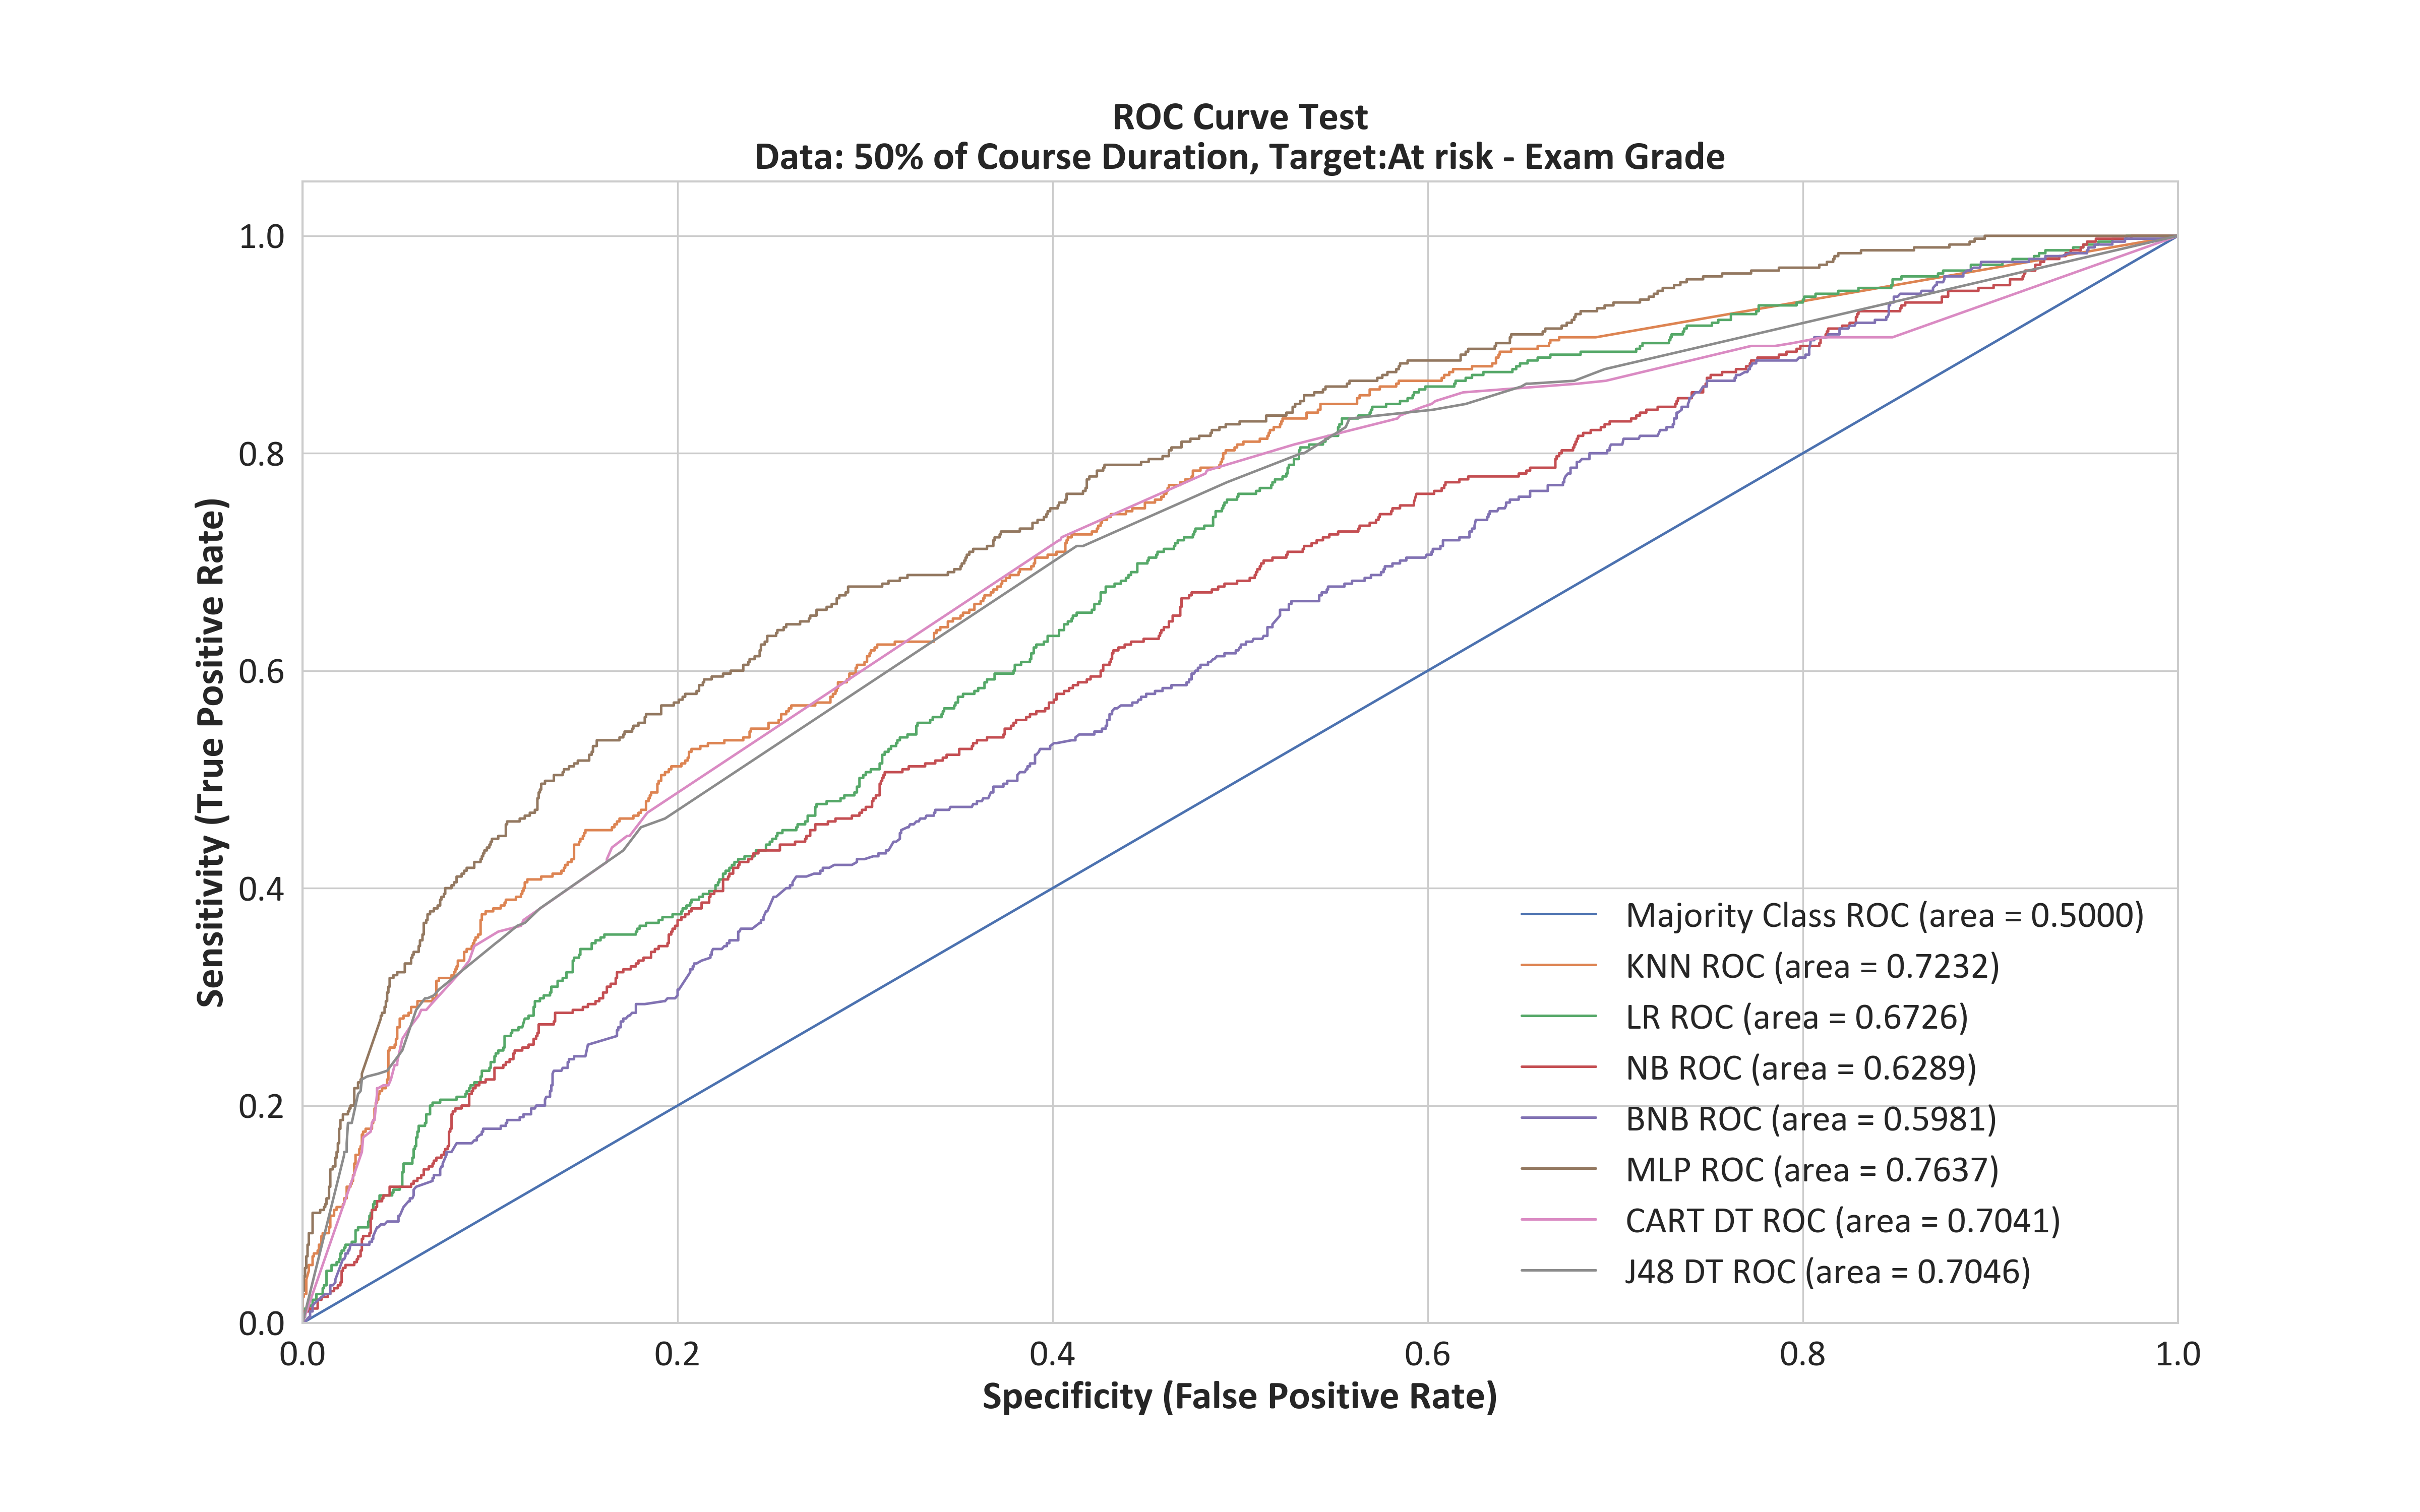 ROC Curve Test
Data: 50% of Course Duration, Target:At risk - Exam Grade
Sensitivity (True Positive Rate)
1.0
0.8
0.6
0.4
0.2
0.0
Majority Class ROC (area = 0.5000)
KNN ROC (area = 0.7232)
LR ROC (area = 0.6726)
NB ROC (area = 0.6289)
BNB ROC (area = 0.5981)
MLP ROC (area = 0.7637)
CART DT ROC (area = 0.7041)
J48 DT ROC (area = 0.7046)
0.0 0.2 0.4 0.6 0.8 1.0
Specificity (False Positive Rate)